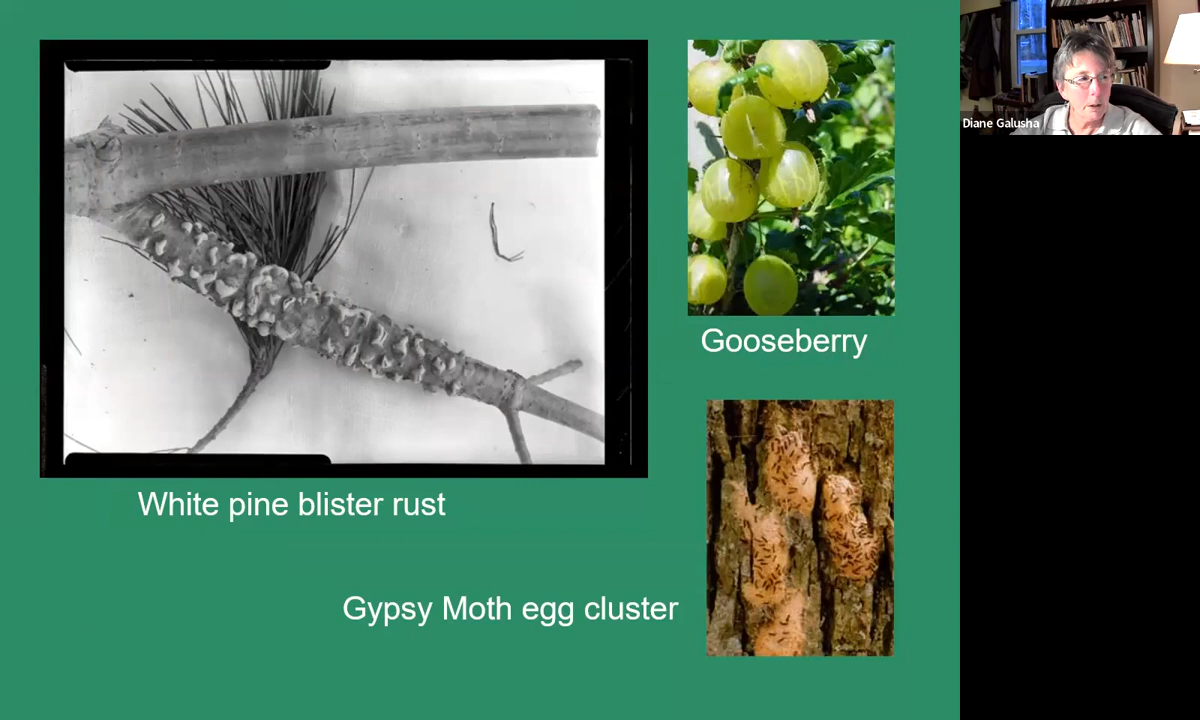 Diane Galusha
Gooseberry
White pine blister rust
Gypsy Moth egg cluster